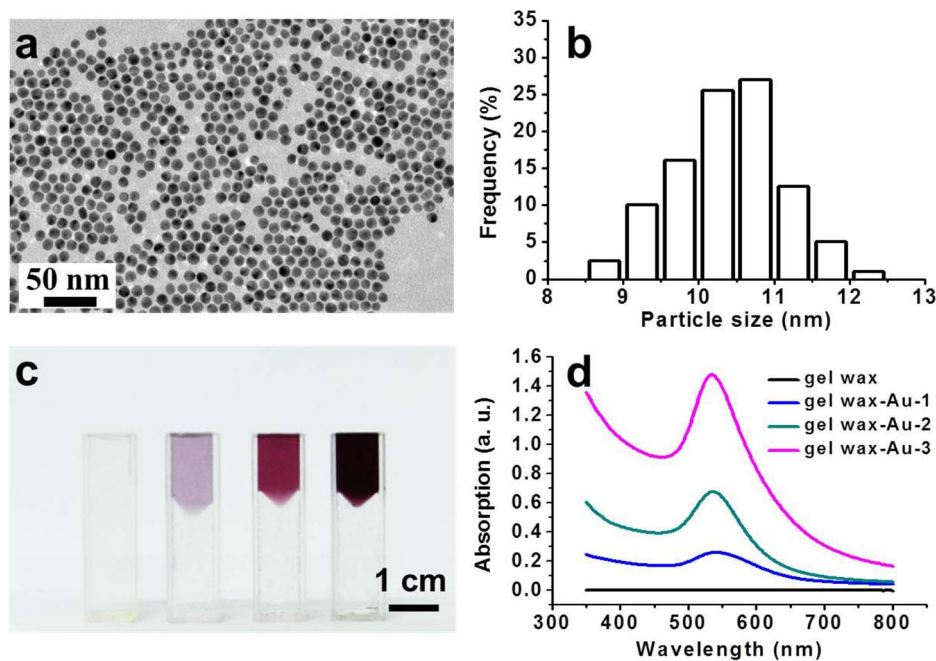 a
50 nm
b
Frequency (%)
35
30
25
20
15
10
5
0
8 9 10 11 12 13
Particle size (nm)
c
1 cm
d
Absorption (a. u.)
1.6
1.4
1.2
1.0
0.8
0.6
0.4
0.2
0.0
gel wax
gel wax-Au-1
gel wax-Au-2
gel wax-Au-3
300 400 500 600 700 800
Wavelength (nm)